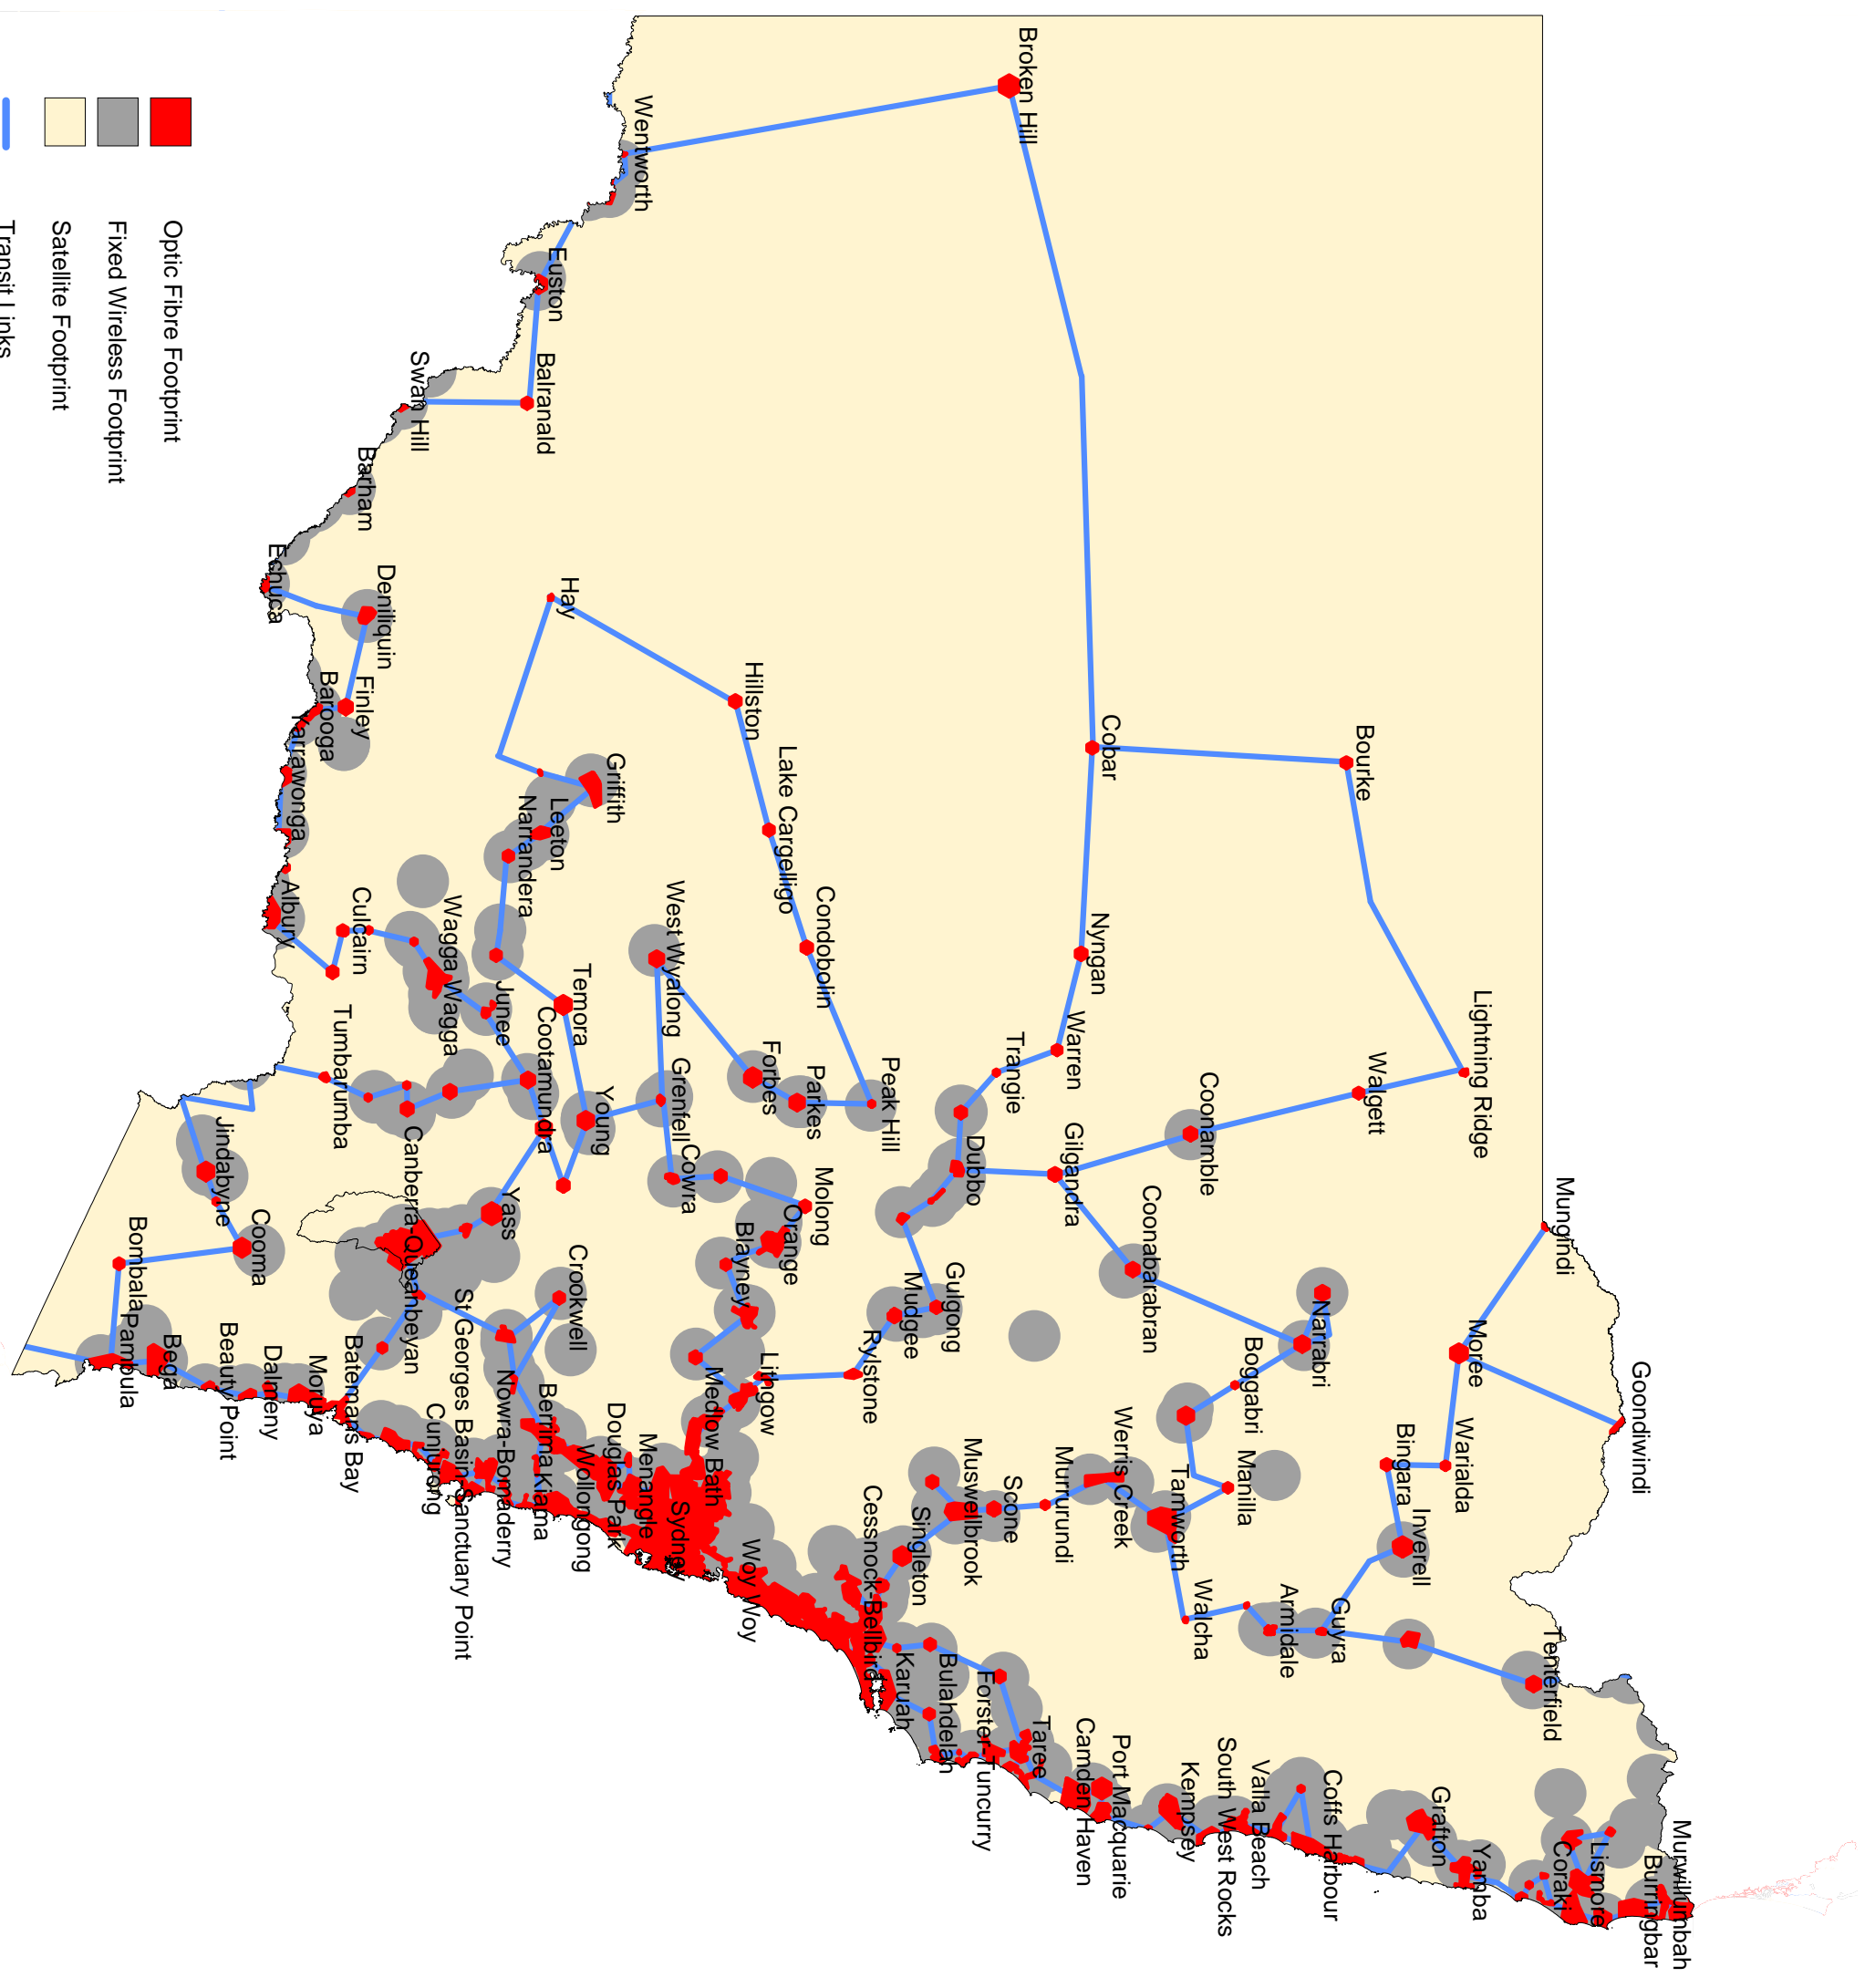 Optic Fibre Footprint
Fixed Wireless Footprint
Satellite Footprint
Transit Links
Broken Hill
Wentworth
Euston
Balranald
Swan Hill
Barham
Echuca
Deniliquin
Finley
Barooga
Yarrawonga
Albury
Culcairn
Hay
Hillston
Lake Cargelligo
Condobolin
Griffith
Leeton
Narrandera
Wagga Wagga
Junee
Temora
Cootamundra
Tumbarumba
West Wyalong
Grenfell
Young
Forbes
Parkes
Peak Hill
Cobar
Bourke
Nyngan
Warren
Trangie
Lightning Ridge
Walgett
Coonamble
Gilgandra
Dubbo
Coonabarabran
Mungindi
Goondiwindi
Moree
Warialda
Bingara
Inverell
Narrabri
Boggabri
Manilla
Tamworth
Werris Creek
Murrurundi
Scone
Muswellbrook
Singleton
Gulgong
Mudgee
Rylstone
Lithgow
Medlow Bath
Cowra
Molong
Orange
Blayney
Yass
Crookwell
Canberra-Queanbeyan
Jindabyne
Cooma
Bombala
Pambula
Bega
Beauty Point
Dalmeny
Moruya
Batemans Bay
Cunjurong
St Georges Basin-Sanctuary Point
Nowra-Bomaderry
Berrima
Kiama
Wollongong
Douglas Park
Menangle
Sydney
Woy Woy
Cessnock-Bellbird
Karuah
Bulahdelah
Forster-Tuncurry
Taree
Camden Haven
Port Macquarie
Kempsey
South West Rocks
Valla Beach
Coffs Harbour
Grafton
Yamba
Coraki
Lismore
Burringbar
Murwillumbah
Tenterfield
Guyra
Armidale
Walcha